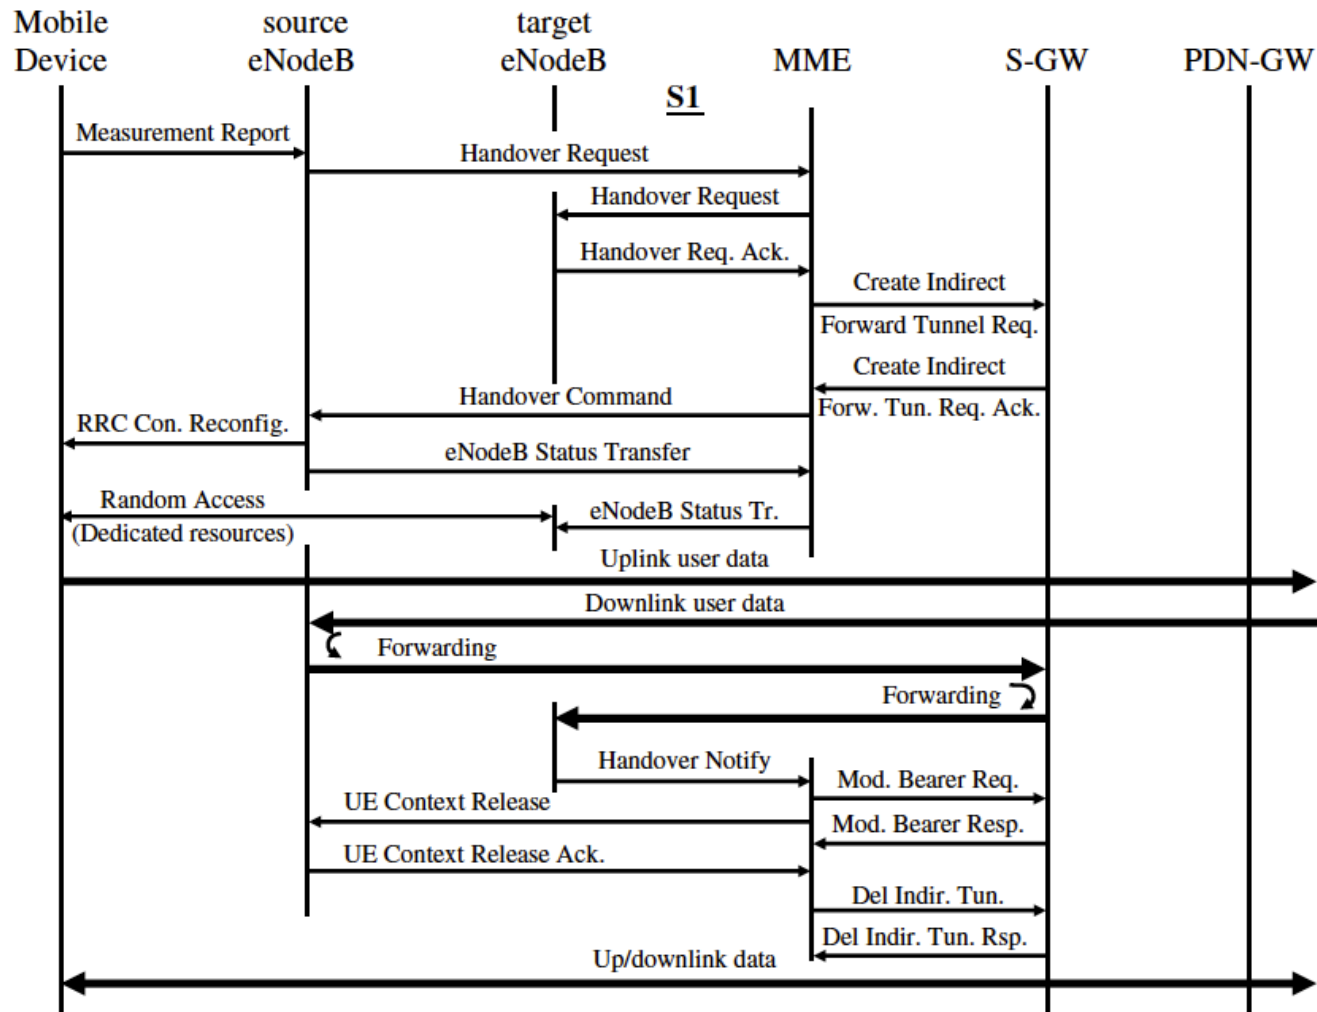 Mobile Device
source eNodeB
target eNodeB
MME
S-GW
PDN-GW
S1
Measurement Report
Handover Request
Handover Request
Handover Req. Ack.
Create Indirect
Forward Tunnel Req.
Create Indirect
Forw. Tun. Req. Ack.
Handover Command
RRC Con. Reconfig.
eNodeB Status Transfer
Random Access
(Dedicated resources)
eNodeB Status Tr.
Uplink user data
Downlink user data
Forwarding
Forwarding
Handover Notify
Mod. Bearer Req.
UE Context Release
Mod. Bearer Resp.
UE Context Release Ack.
Del Indir. Tun.
Del Indir. Tun. Rsp.
Up/downlink data